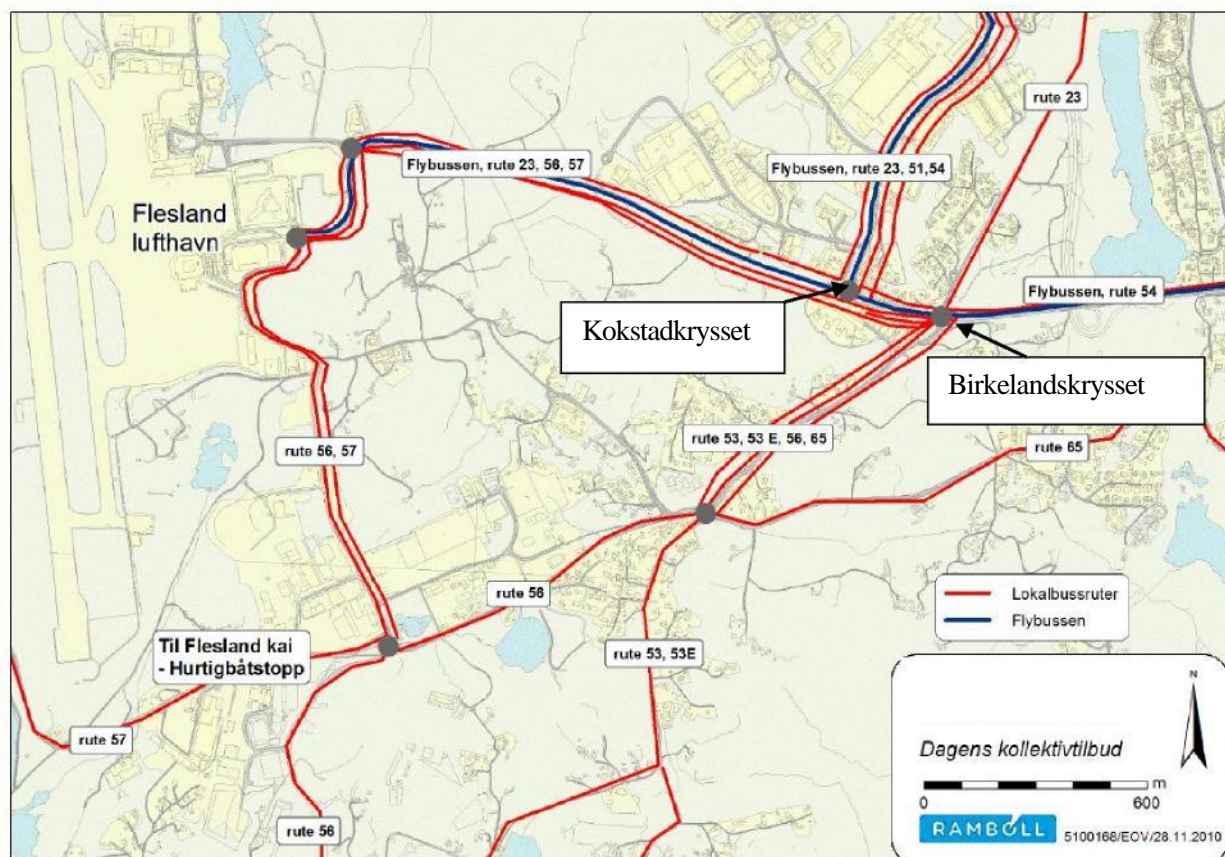 rute 23
Flybussen, rute 23, 56, 57
Flybussen, rute 23, 51,54
Flesland
lufthavn
Flybussen, rute 54
Kokstadkrysset
Birkelandskrysset
rute 53, 53 E, 56, 65
rute 65
rute 56, 57
rute 56
Lokalbussruter
Flybussen
Til Flesland kai
- Hurtigbåtstopp
rute 53, 53E
rute 57
N
Dagens kollektivtilbud
m
0 600
rute 56
RAMBOLL
5100168/EOV/28.11.2010